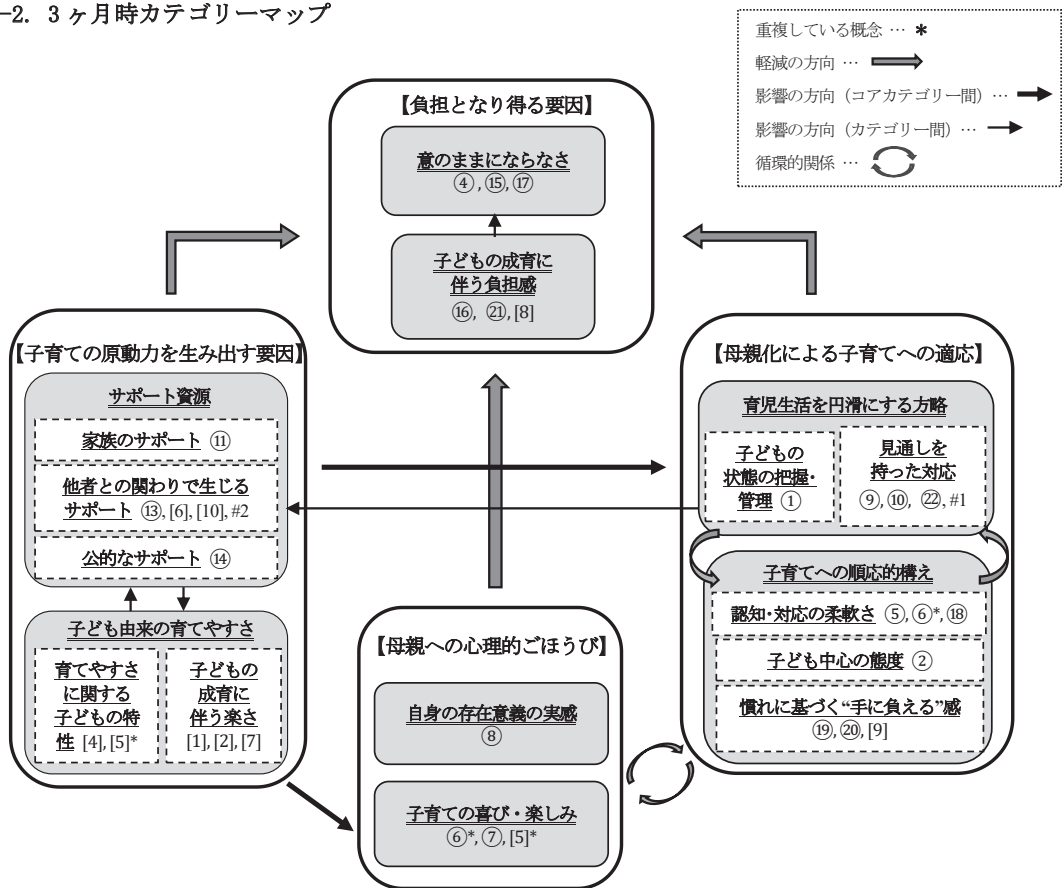 -2. 3 ヶ月時カテゴリーマップ
重複している概念 … *
軽減の方向 …
影響の方向（コアカテゴリー間）…
影響の方向（カテゴリー間）…
循環的関係 …
【負担となり得る要因】
意のままにならなさ
④, ⑮, ⑰
子どもの成育に
伴う負担感
⑯, ㉑, [8]
【子育ての原動力を生み出す要因】
サポート資源
家族のサポート ⑪
他者との関わりで生じる
サポート ⑬, [6], [10], #2
公的なサポート ⑭
子ども由来の育てやすさ
育てやすさ
に関する
子どもの特
性 [4], [5]*
子どもの
成育に
伴う楽さ
[1], [2], [7]
【母親への心理的ごほうび】
自身の存在意義の実感
⑧
子育ての喜び・楽しみ
⑥*, ⑦, [5]*
【母親化による子育てへの適応】
育児生活を円滑にする方略
子どもの
状態の把握・
管理 ①
見通しを
持った対応
⑨, ⑩, ㉒, #1
子育てへの順応的構え
認知・対応の柔軟さ ⑤, ⑥*, ⑱
子ども中心の態度 ②
慣れに基づく“手に負える”感
⑲, ⑳, [9]